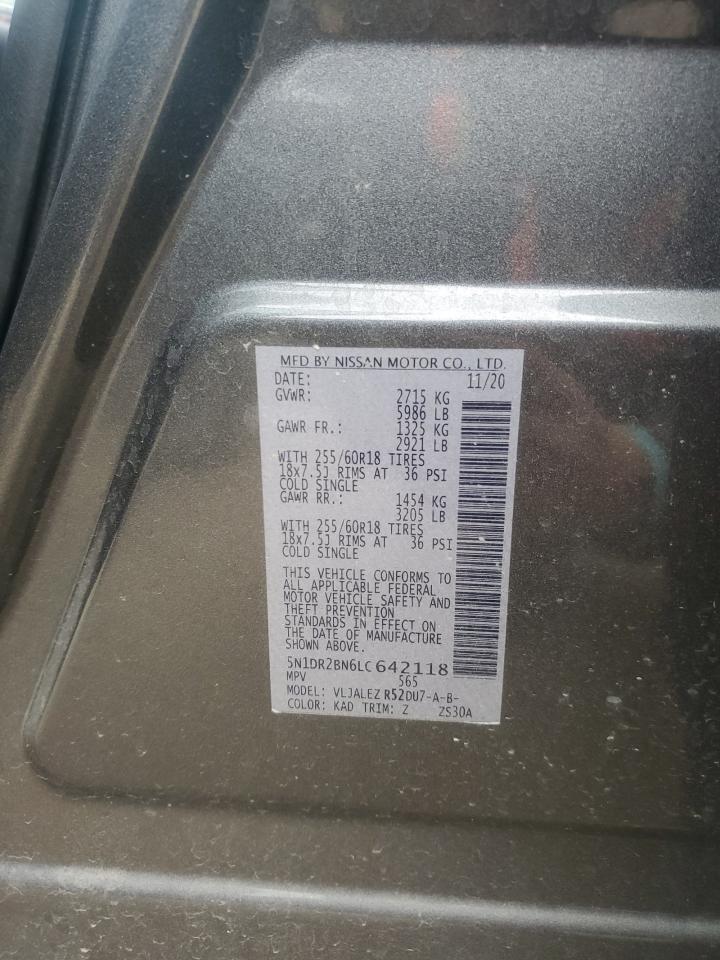 MFD BY NISSAN MOTOR CO., LTD.
DATE: 11/20
GVWR: 2715 KG
5986 LB
GAWR FR.: 1325 KG
2921 LB
WITH 255/60R18 TIRES
18x7.5J RIMS AT 36 PSI
COLD SINGLE
GAWR RR.: 1454 KG
3205 LB
WITH 255/60R18 TIRES
18x7.5J RIMS AT 36 PSI
COLD SINGLE
THIS VEHICLE CONFORMS TO
ALL APPLICABLE FEDERAL
MOTOR VEHICLE SAFETY AND
THEFT PREVENTION
STANDARDS IN EFFECT ON
THE DATE OF MANUFACTURE
SHOWN ABOVE.
5N1DR2BN6LC642118
MPV 565
MODEL: VLJALEZ R52DU7-A-B-
COLOR: KAD TRIM: Z ZS30A